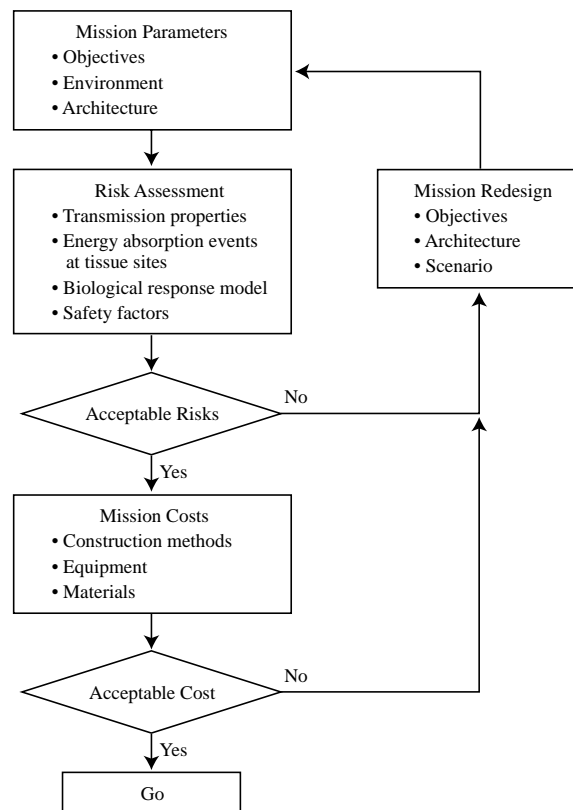 Mission Parameters
• Objectives
• Environment
• Architecture
Risk Assessment
• Transmission properties
• Energy absorption events
at tissue sites
• Biological response model
• Safety factors
Mission Redesign
• Objectives
• Architecture
• Scenario
Acceptable Risks
No
Yes
Mission Costs
• Construction methods
• Equipment
• Materials
Acceptable Cost
No
Yes
Go